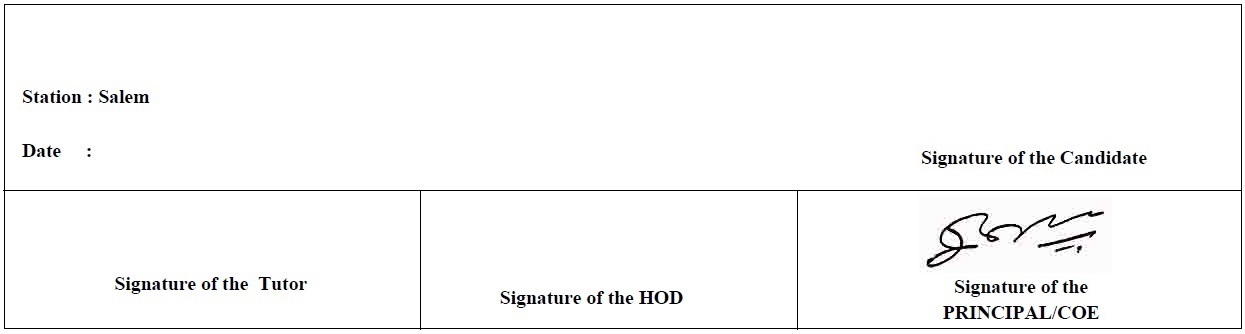 Station : Salem
Date :
Signature of the Candidate
Signature of the Tutor
Signature of the HOD
Signature of the
PRINCIPAL/COE